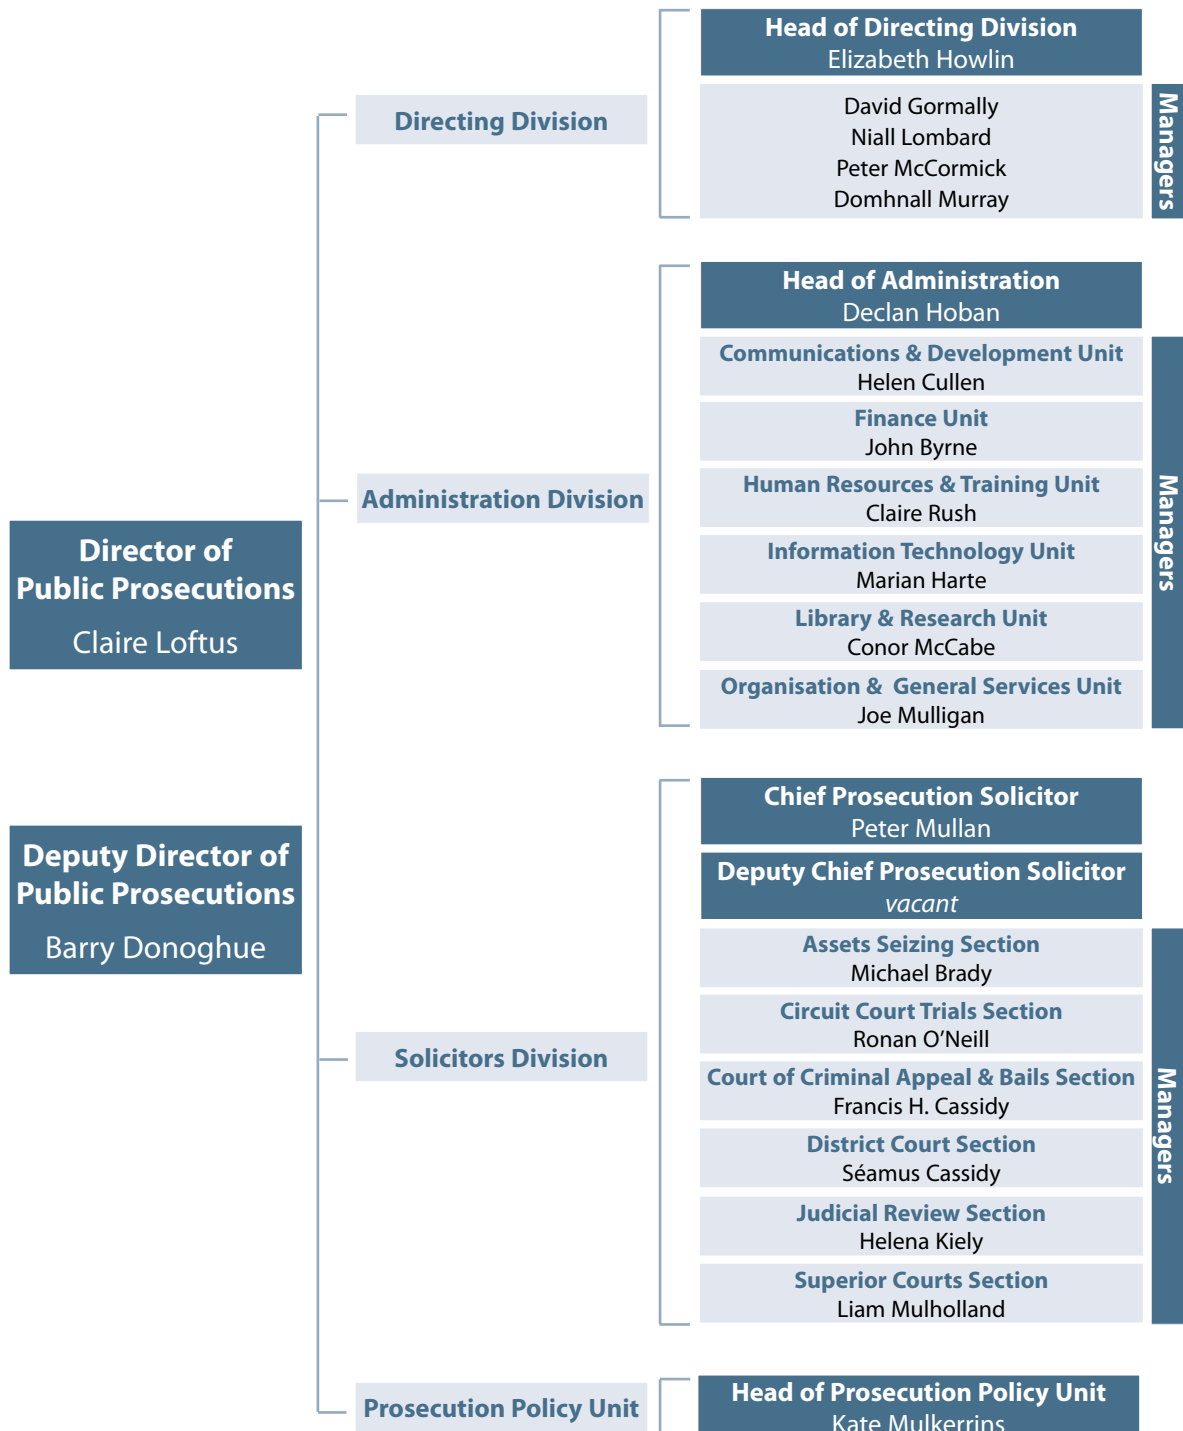 Director of
Public Prosecutions
Claire Loftus
Deputy Director of
Public Prosecutions
Barry Donoghue
Directing Division
Head of Directing Division
Elizabeth Howlin
David Gormally
Niall Lombard
Peter McCormick
Domhnall Murray
Managers
Administration Division
Head of Administration
Declan Hoban
Communications & Development Unit
Helen Cullen
Finance Unit
John Byrne
Human Resources & Training Unit
Claire Rush
Information Technology Unit
Marian Harte
Library & Research Unit
Conor McCabe
Organisation & General Services Unit
Joe Mulligan
Managers
Solicitors Division
Chief Prosecution Solicitor
Peter Mullan
Deputy Chief Prosecution Solicitor
vacant
Assets Seizing Section
Michael Brady
Circuit Court Trials Section
Ronan O’Neill
Court of Criminal Appeal & Bails Section
Francis H. Cassidy
District Court Section
Séamus Cassidy
Judicial Review Section
Helena Kiely
Superior Courts Section
Liam Mulholland
Managers
Prosecution Policy Unit
Head of Prosecution Policy Unit
Kate Mulkerrins